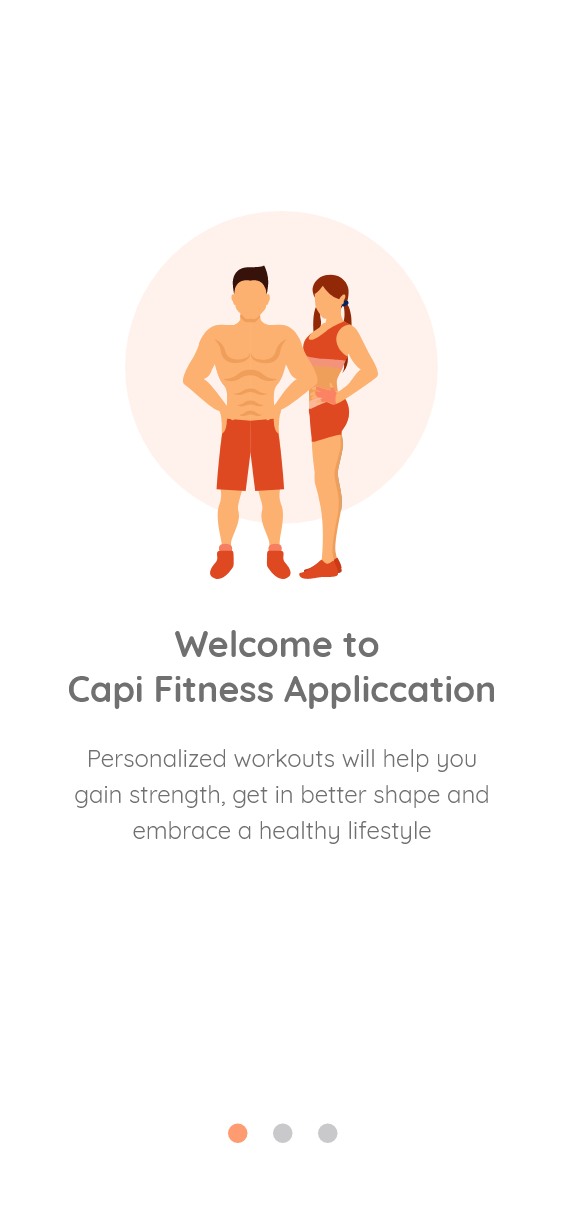 Welcome to
Capi Fitness Appliccation
Personalized workouts will help you
gain strength, get in better shape and
embrace a healthy lifestyle